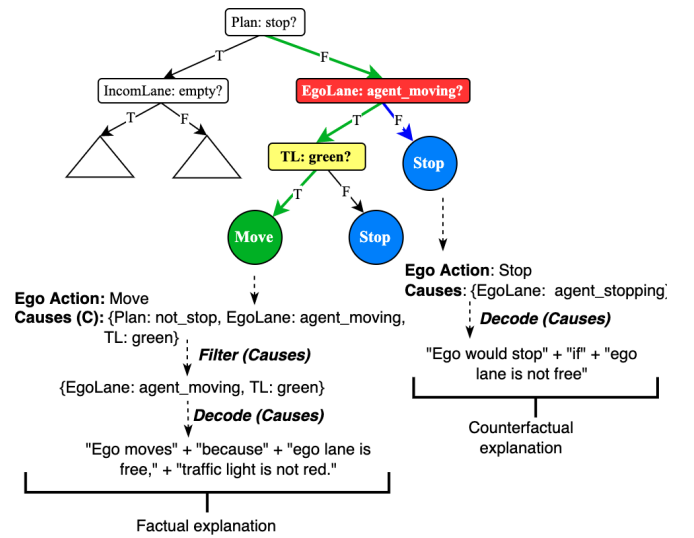 Plan: stop?
T
F
IncomLane: empty?
EgoLane: agent_moving?
T
F
T
F
TL: green?
Stop
T
F
Move
Stop
Ego Action: Move
Causes (C): {Plan: not_stop, EgoLane: agent_moving,
TL: green}
Filter (Causes)
{EgoLane: agent_moving, TL: green}
Decode (Causes)
"Ego moves" + "because" + "ego lane is
free," + "traffic light is not red."
Factual explanation
Ego Action: Stop
Causes: {EgoLane: agent_stopping}
Decode (Causes)
"Ego would stop" + "if" + "ego
lane is not free"
Counterfactual
explanation